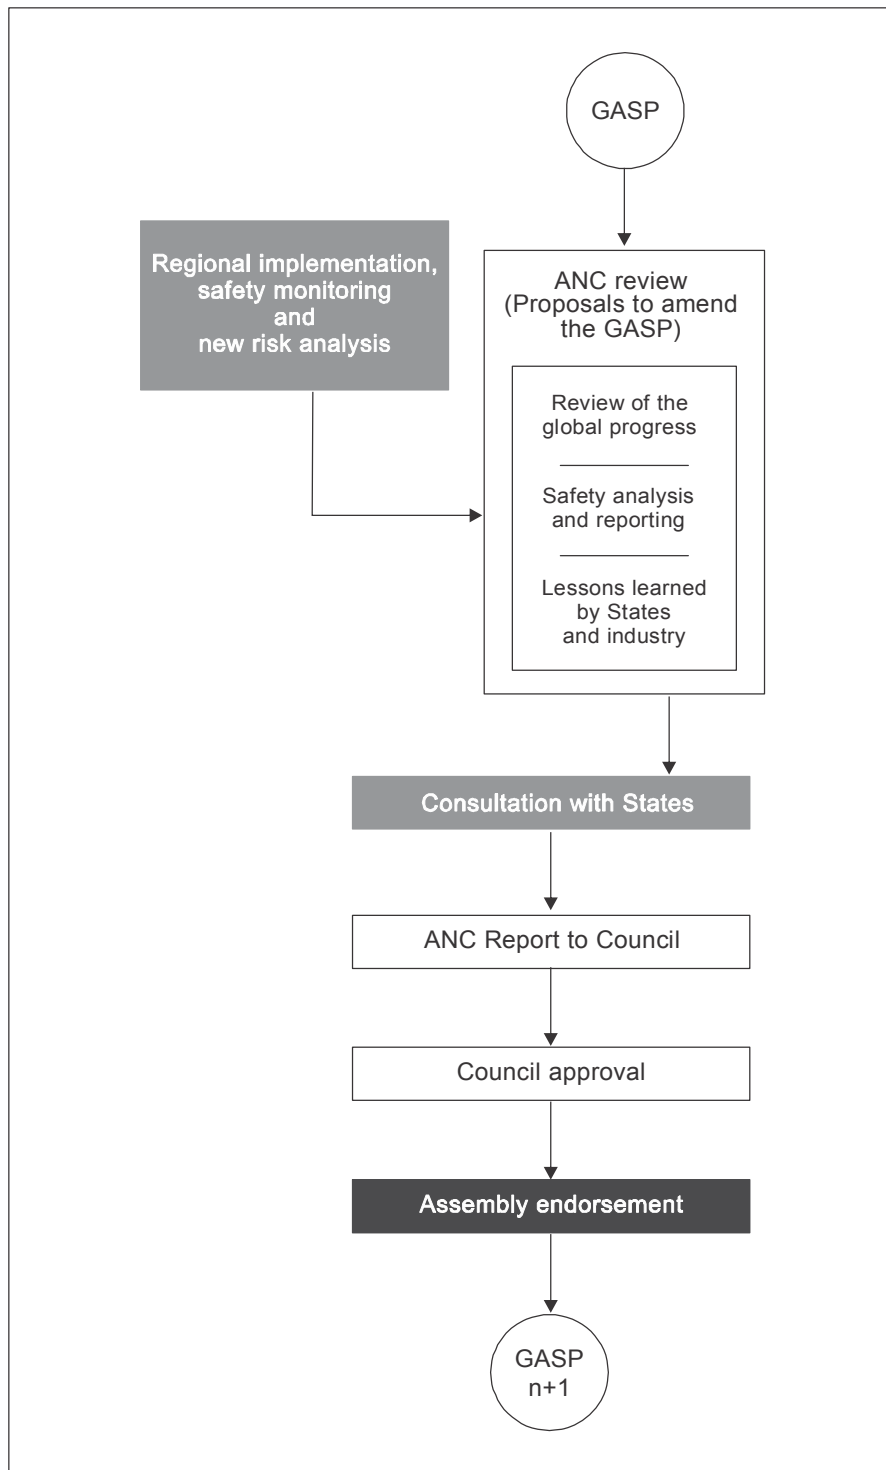 GASP
Regional implementation,
safety monitoring
and
new risk analysis
ANC review
(Proposals to amend
the GASP)
Review of the
global progress
Safety analysis
and reporting
Lessons learned
by States
and industry
Consultation with States
ANC Report to Council
Council approval
Assembly endorsement
GASP
n+1